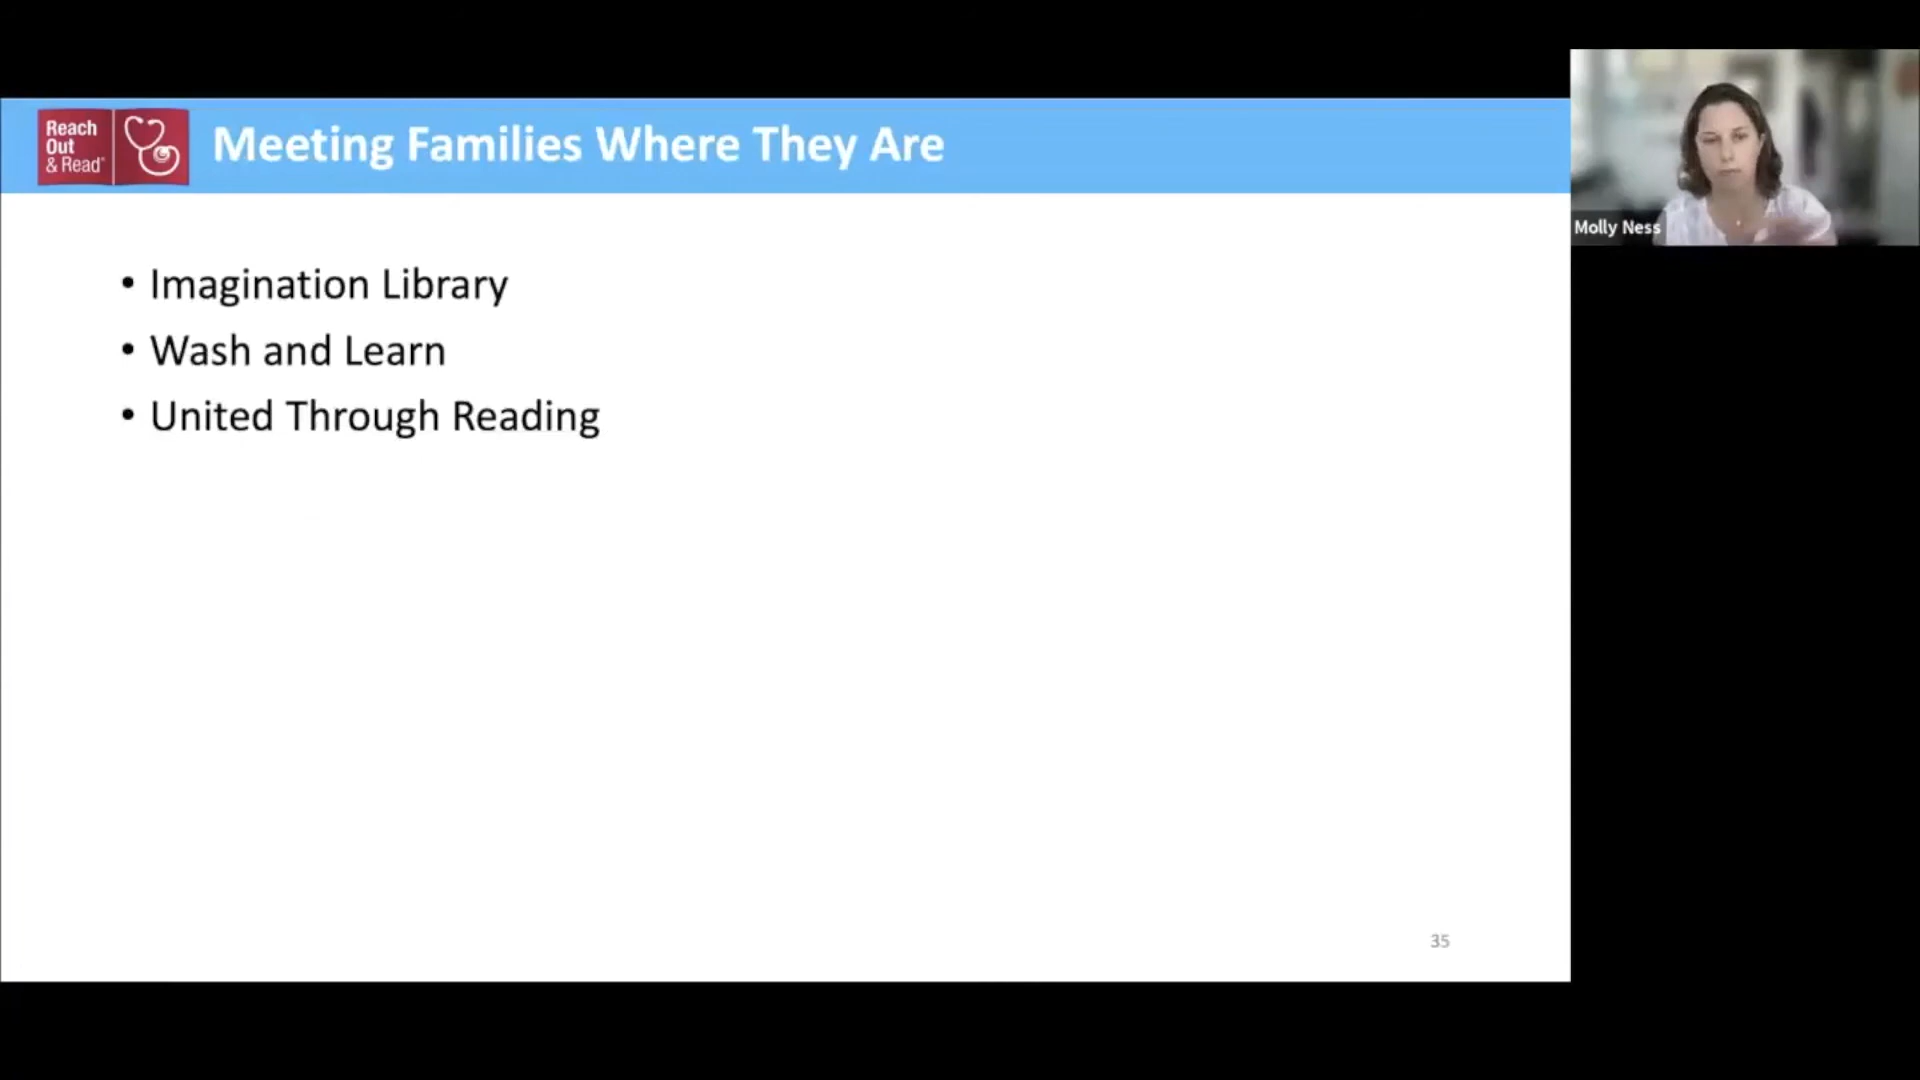 Reach
Out
& Read®
Meeting Families Where They Are
• Imagination Library
• Wash and Learn
• United Through Reading
35
Molly Ness